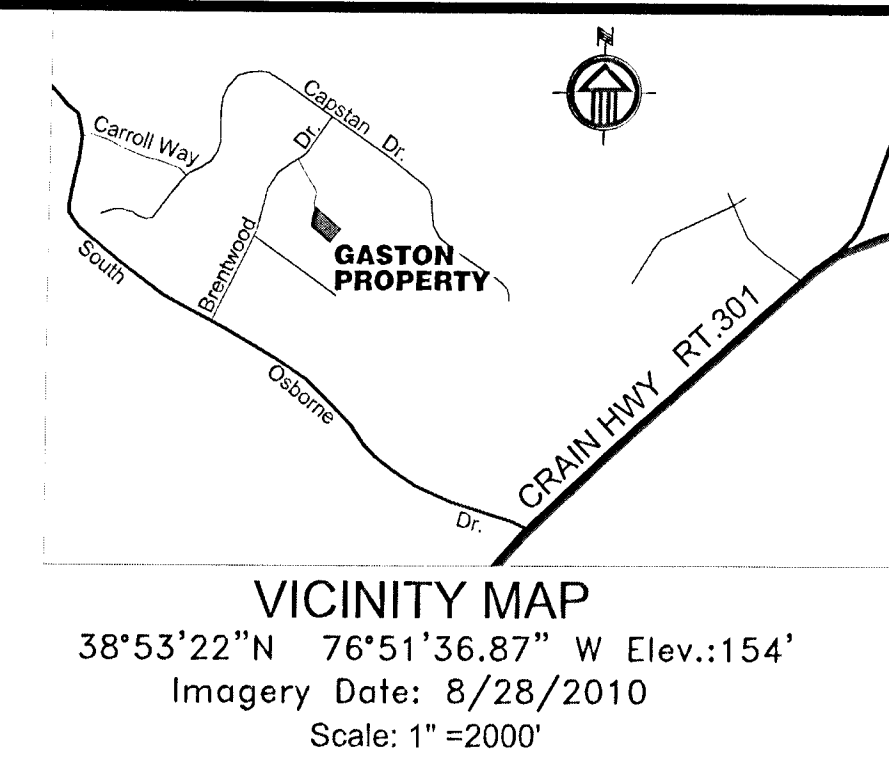 N
Capstan Dr.
Carroll Way
Brentwood Dr.
GASTON
PROPERTY
South Osborne Dr.
CRAIN HWY RT.301
VICINITY MAP
38°53'22"N 76°51'36.87" W Elev.:154'
Imagery Date: 8/28/2010
Scale: 1" =2000'